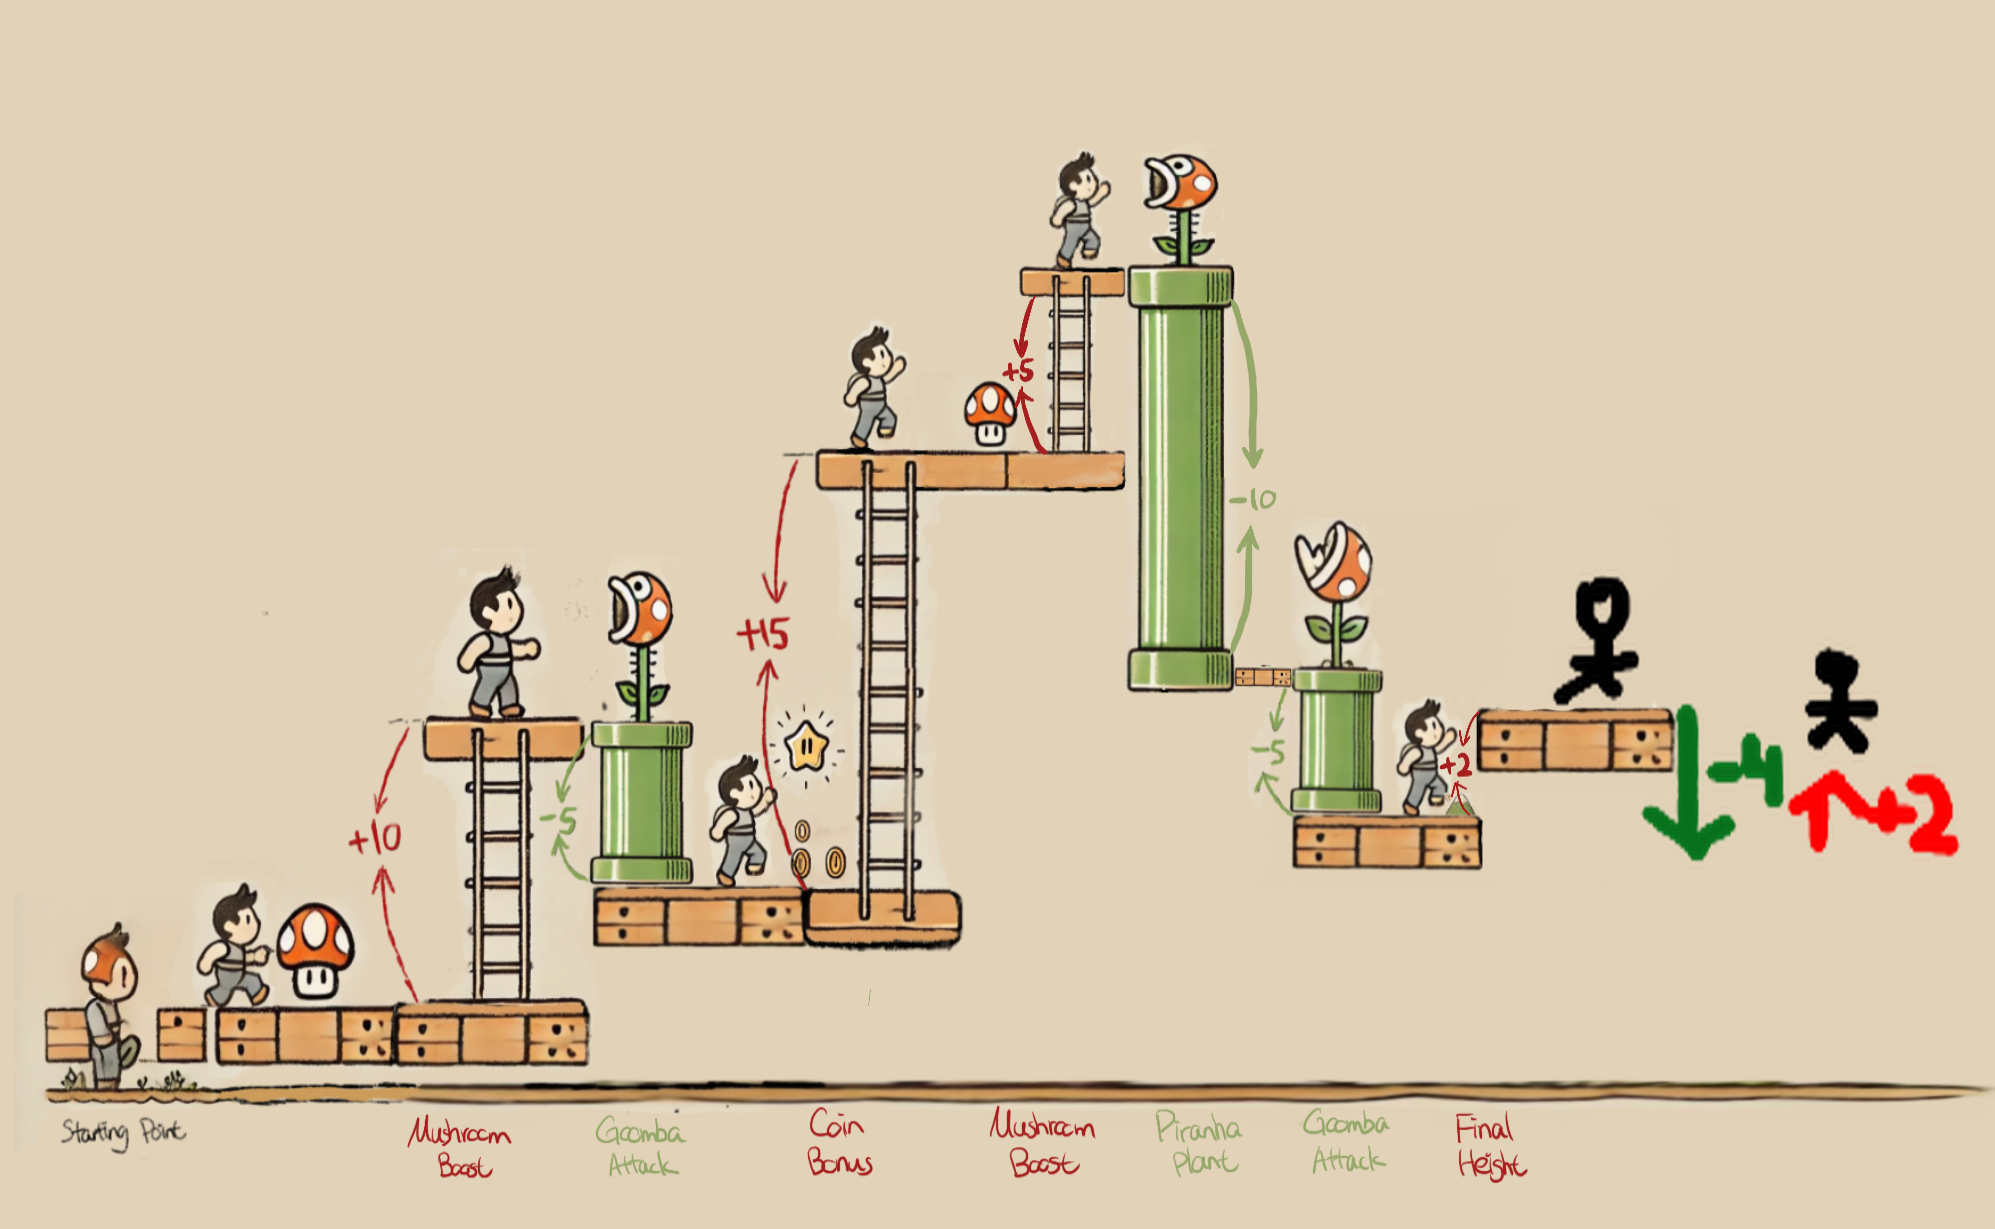 +5
-10
+15
-5
+2
-4
+2
+10
-5
Starting Point
Mushroom
Boost
Goomba
Attack
Coin
Bonus
Mushroom
Boost
Piranha
Plant
Goomba
Attack
Final
Height